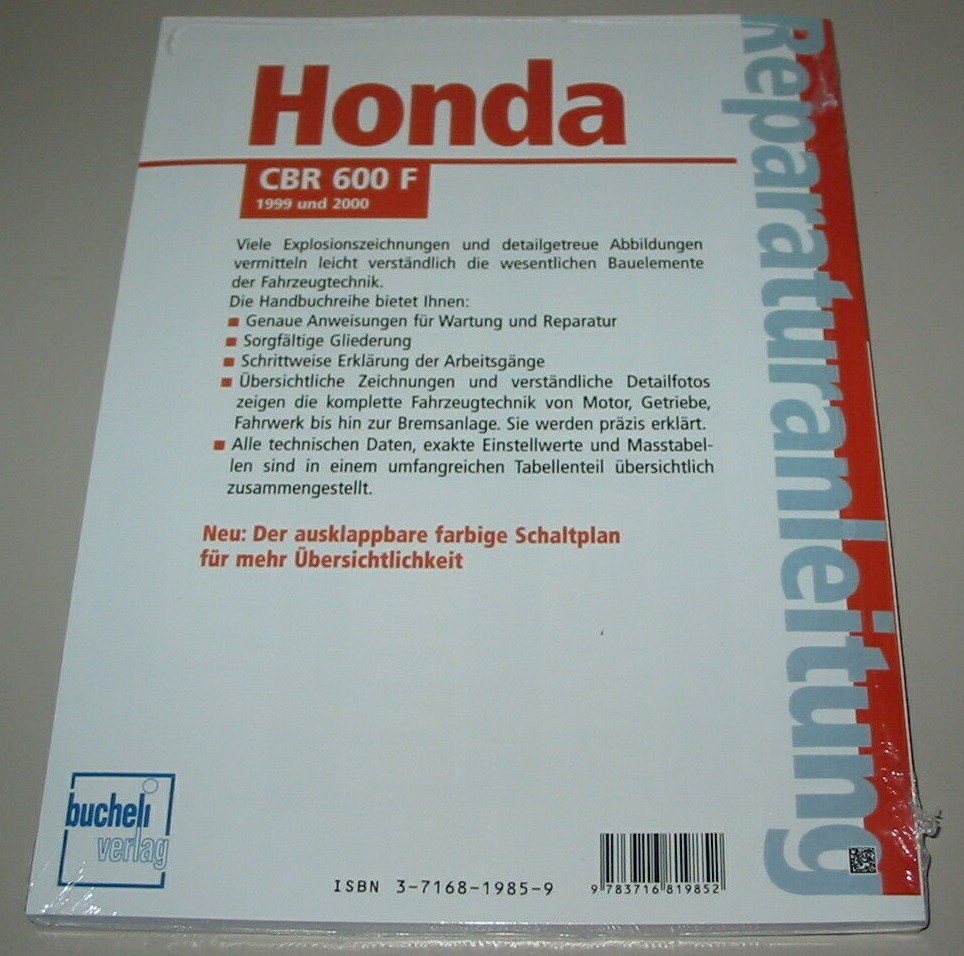 Honda
CBR 600 F
1999 und 2000
Viele Explosionszeichnungen und detailgetreue Abbildungen
vermitteln leicht verständlich die wesentlichen Bauelemente
der Fahrzeugtechnik.
Die Handbuchreihe bietet Ihnen:
Genaue Anweisungen für Wartung und Reparatur
Sorgfältige Gliederung
Schrittweise Erklärung der Arbeitsgänge
Übersichtliche Zeichnungen und verständliche Detailfotos
zeigen die komplette Fahrzeugtechnik von Motor, Getriebe,
Fahrwerk bis hin zur Bremsanlage. Sie werden präzis erklärt.
Alle technischen Daten, exakte Einstellwerte und Masstabel-
len sind in einem umfangreichen Tabellenteil übersichtlich
zusammengestellt.
Neu: Der ausklappbare farbige Schaltplan
für mehr Übersichtlichkeit
Reparaturanleitung
bucheli
verlag
ISBN 3-7168-1985-9
9 783716 819852